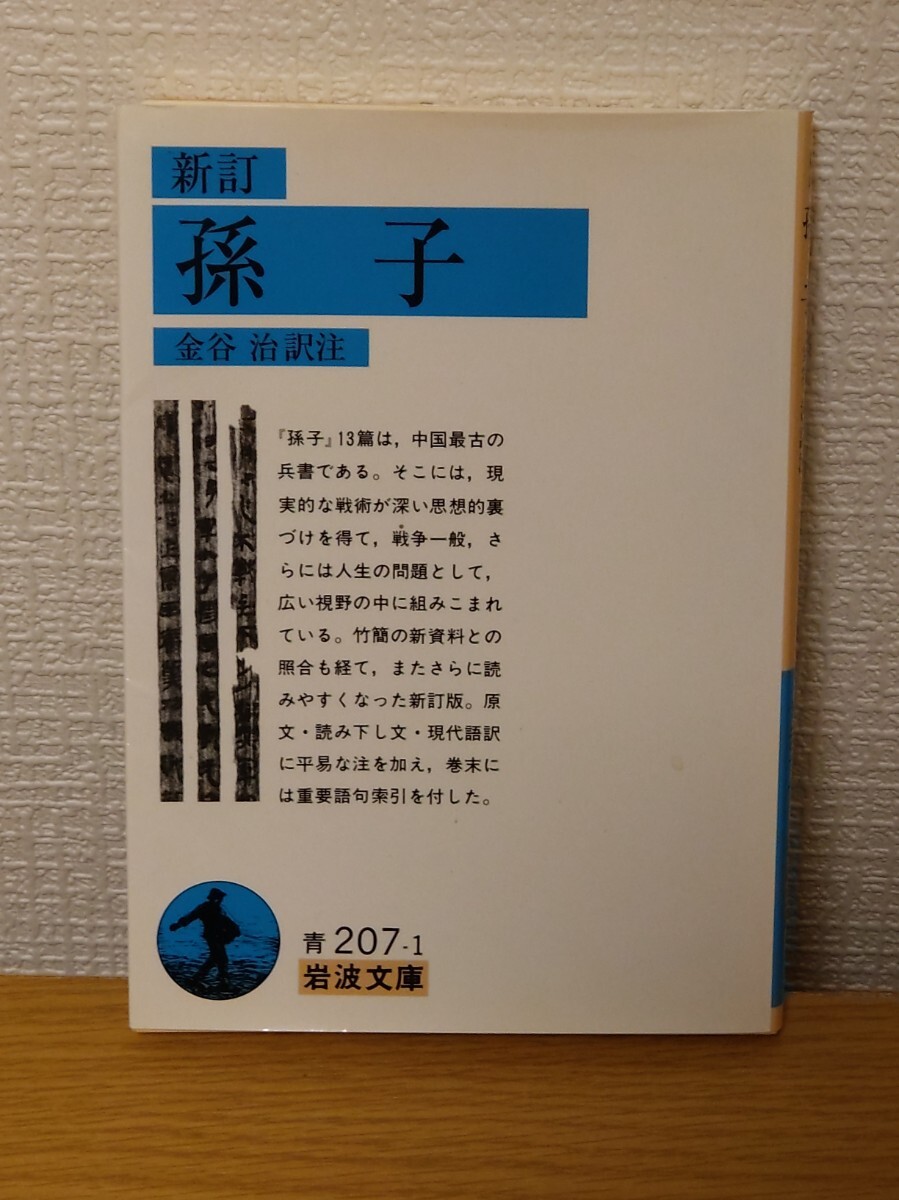 新訂
孫 子
金谷 治 訳注
『孫子』13篇は，中国最古の
兵書である。そこには，現
実的な戦術が深い思想的裏
づけを得て，戦争一般，さ
らには人生の問題として，
広い視野の中に組みこまれ
ている。竹簡の新資料との
照合も経て，またさらに読
みやすくなった新訂版。原
文・読み下し文・現代語訳
に平易な注を加え，巻末に
は重要語句索引を付した。
青 207-1
岩波文庫